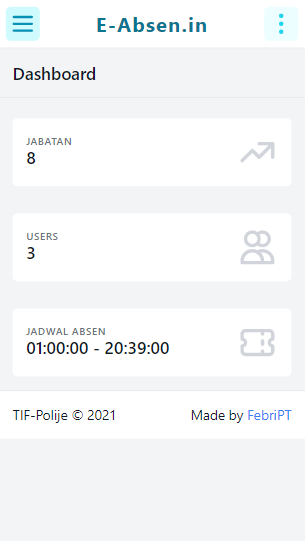 E-Absen.in
Dashboard
JABATAN
8
USERS
3
JADWAL ABSEN
01:00:00 - 20:39:00
TIF-Polije © 2021 Made by FebriPT